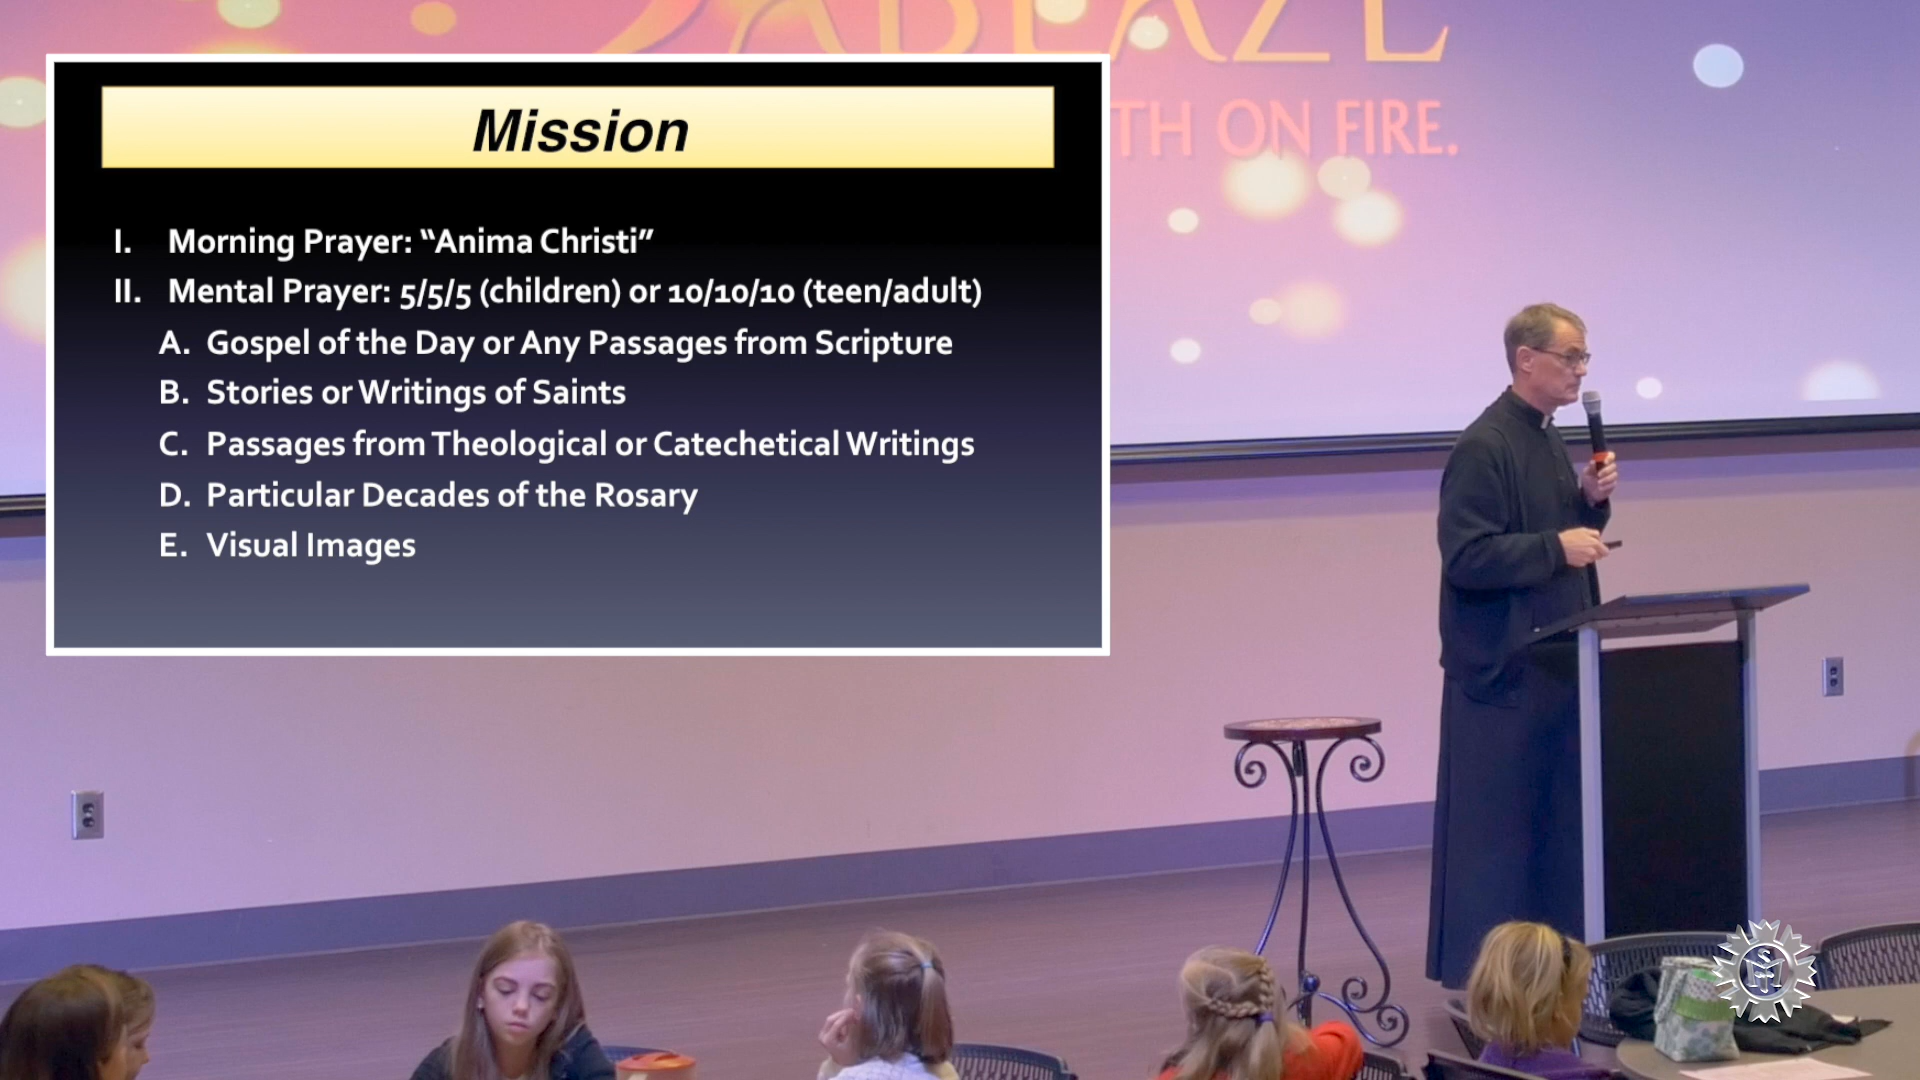 ABLAZE
TH ON FIRE.
Mission
I. Morning Prayer: “Anima Christi”
II. Mental Prayer: 5/5/5 (children) or 10/10/10 (teen/adult)
A. Gospel of the Day or Any Passages from Scripture
B. Stories or Writings of Saints
C. Passages from Theological or Catechetical Writings
D. Particular Decades of the Rosary
E. Visual Images